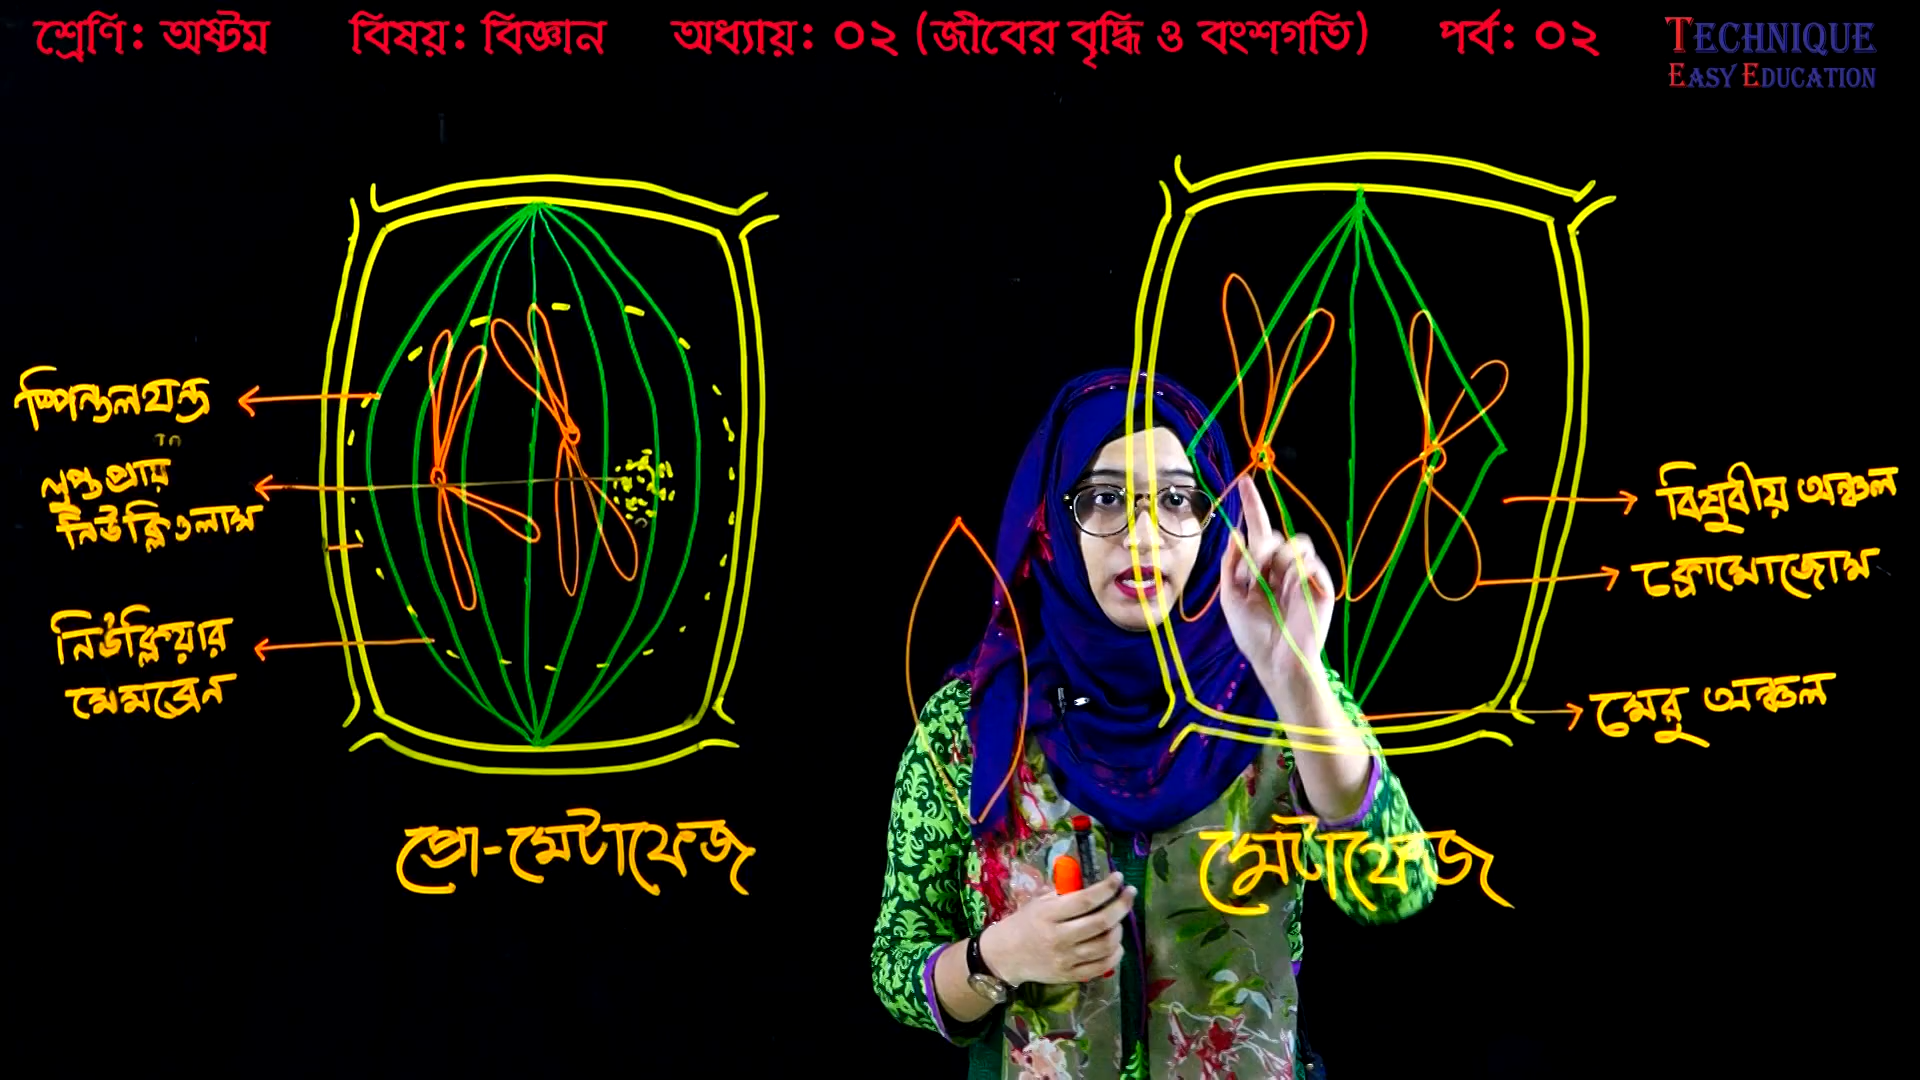 শ্রেণি: অষ্টম বিষয়: বিজ্ঞান অধ্যায়: ০২ (জীবের বৃদ্ধি ও বংশগতি) পর্ব: ০২
TECHNIQUE
EASY EDUCATION
স্পিন্ডলযন্ত্র
লুপ্তপ্রায়
নিউক্লিওলাস
নিউক্লিয়ার
মেমব্রেন
প্রো-মেটাফেজ
বিষুবীয় অঞ্চল
ক্রোমোজোম
মেরু অঞ্চল
মেটাফেজ